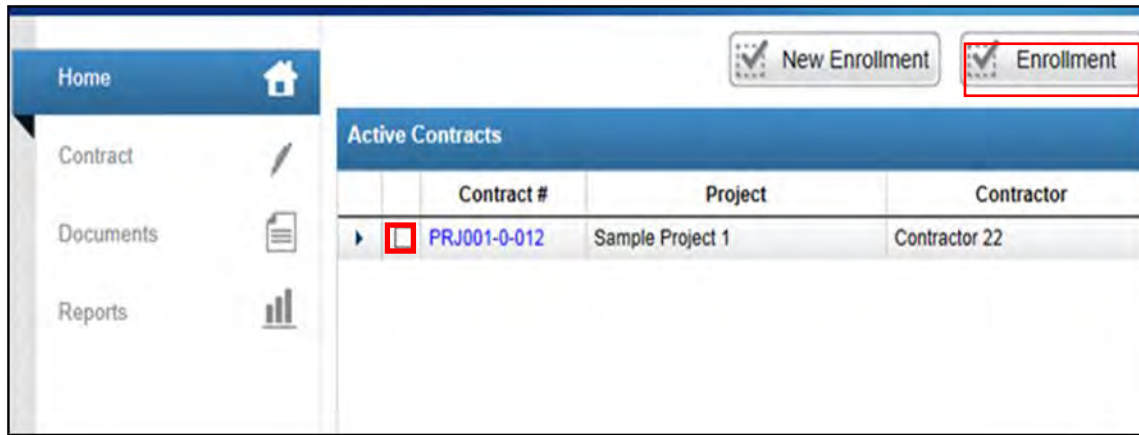 New Enrollment Enrollment
Home
Contract
Documents
Reports
Active Contracts
Contract # Project Contractor
PRJ001-0-012 Sample Project 1 Contractor 22